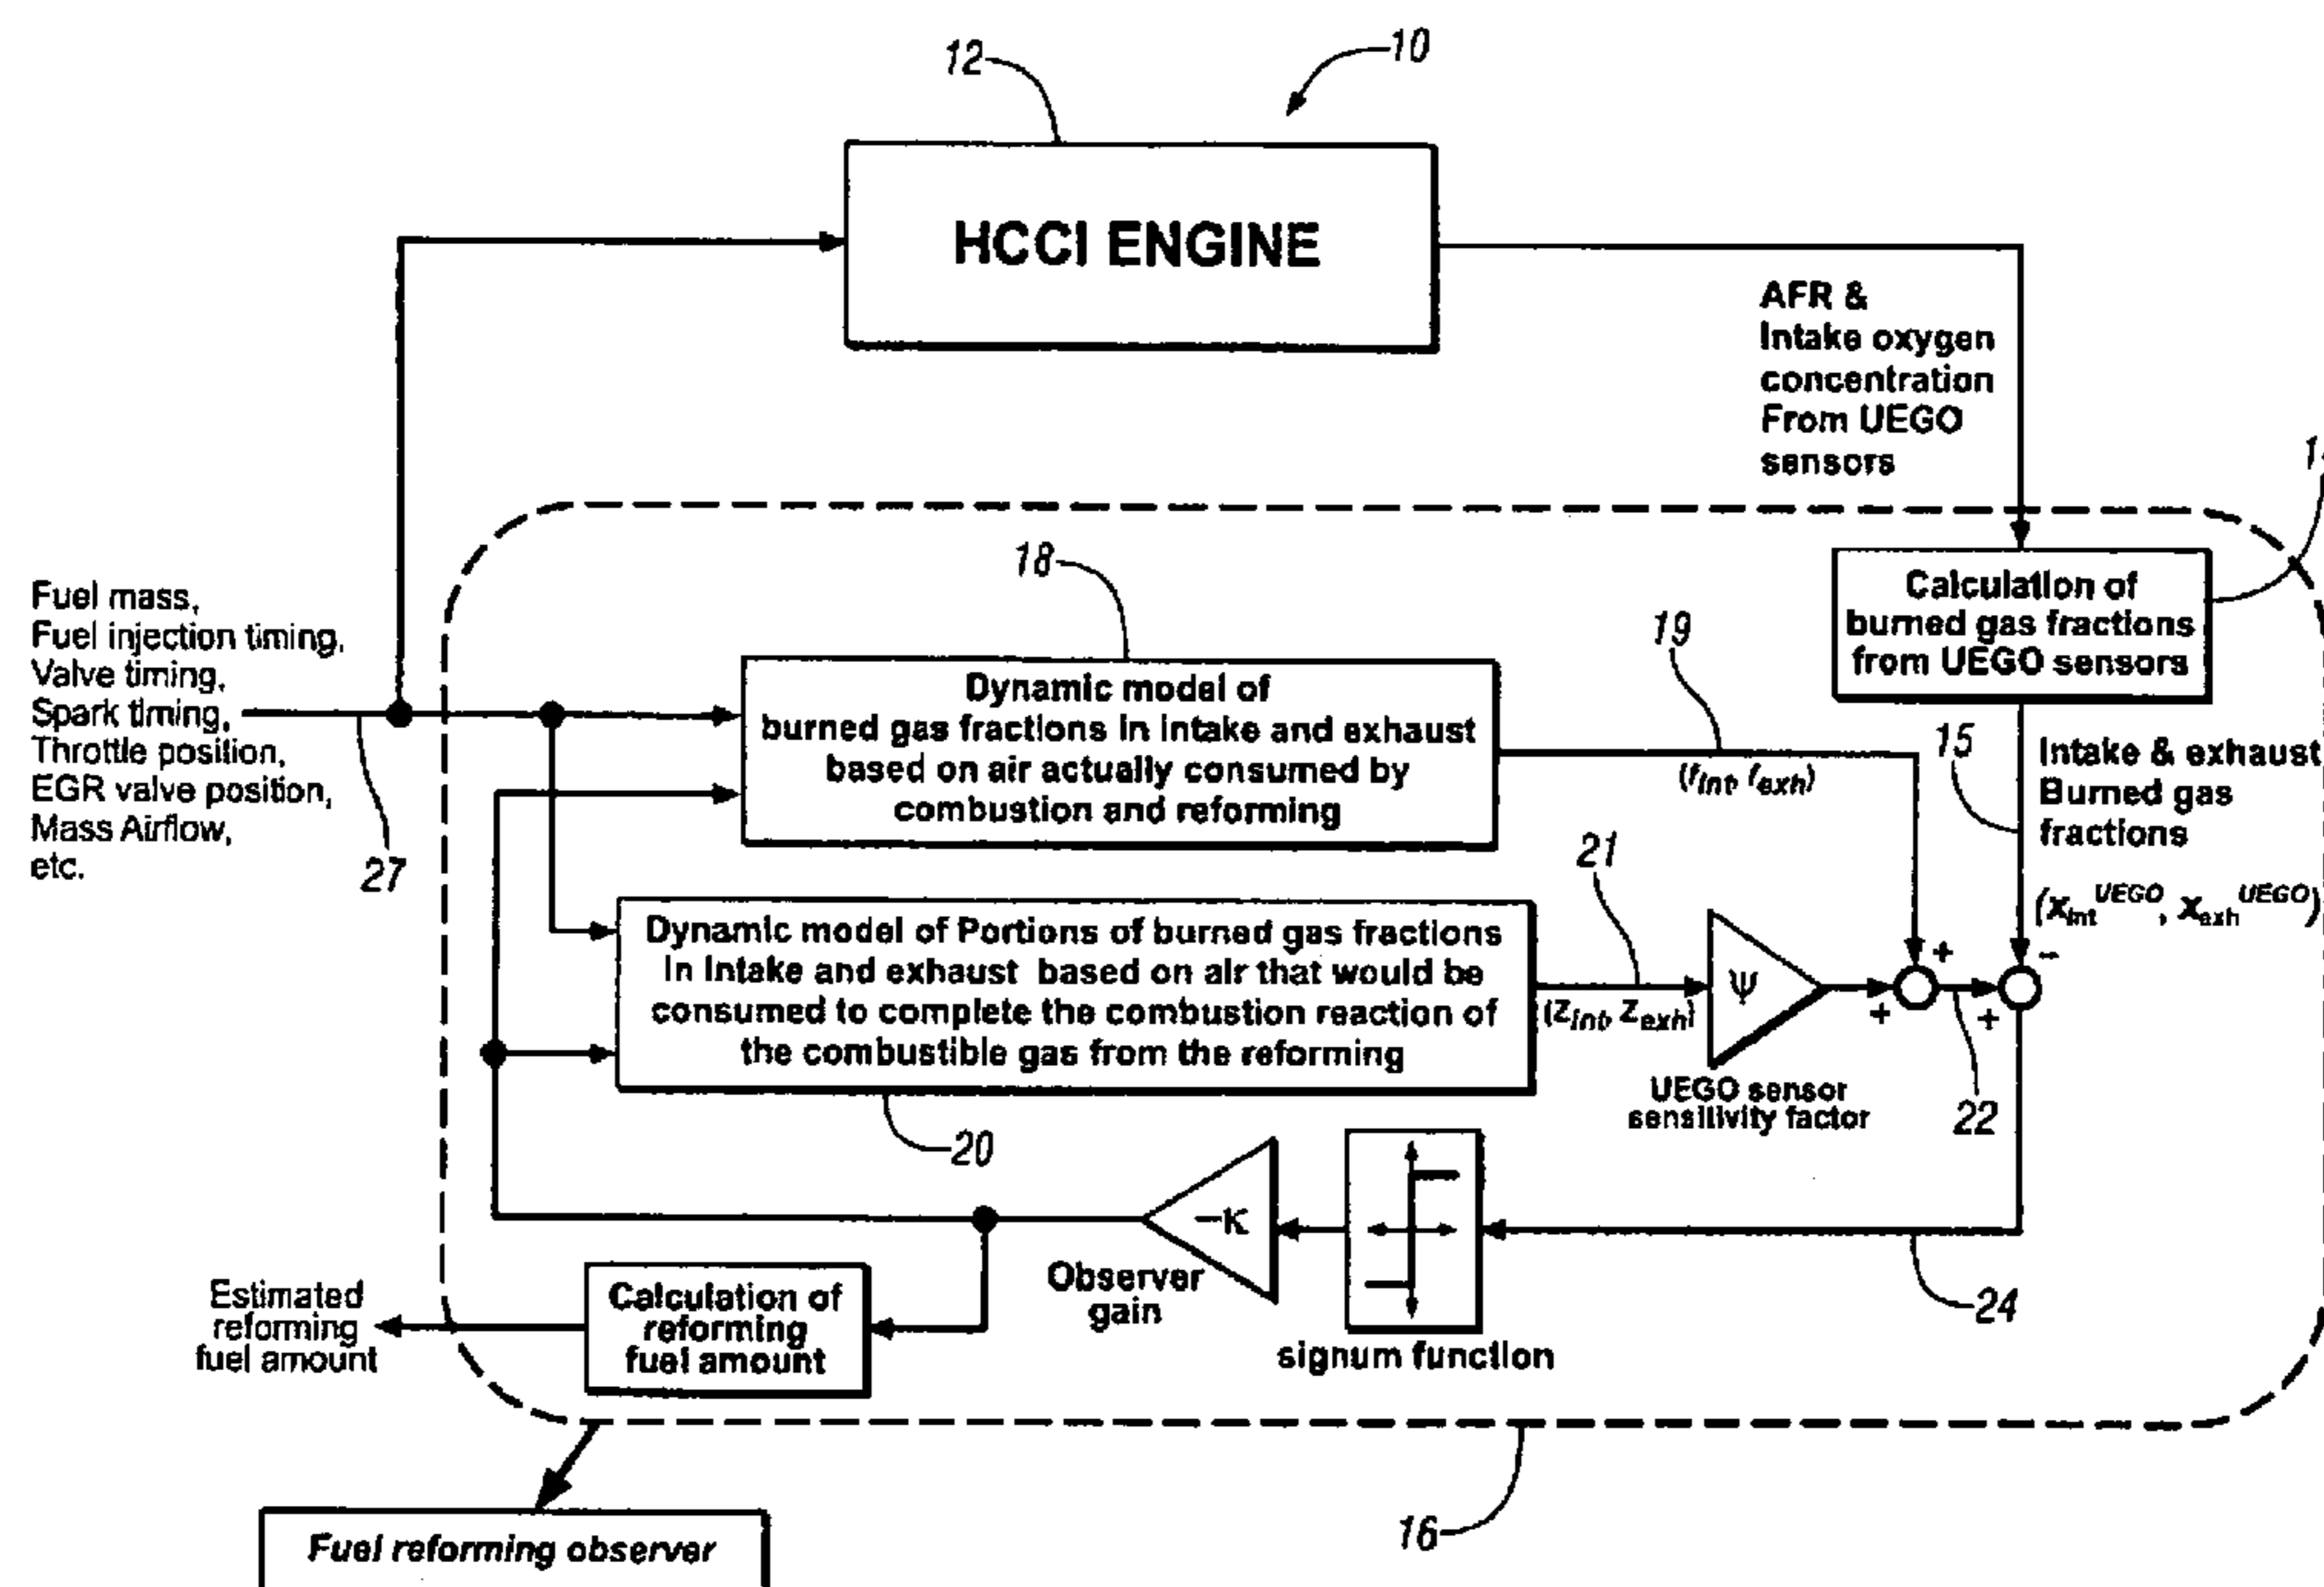 12
10
HCCI ENGINE
AFR &
Intake oxygen
concentration
From UEGO
sensors
18
Calculation of
burned gas fractions
from UEGO sensors
Fuel mass,
Fuel injection timing,
Valve timing,
Spark timing,
Throttle position,
EGR valve position,
Mass Airflow,
etc.
27
Dynamic model of
burned gas fractions in intake and exhaust
based on air actually consumed by
combustion and reforming
19
(r_int, r_exh)
15
Intake & exhaust
Burned gas
fractions
(x_int^UEGO, x_exh^UEGO)
Dynamic model of Portions of burned gas fractions
In Intake and exhaust based on air that would be
consumed to complete the combustion reaction of
the combustible gas from the reforming
20
21
(Z_int, Z_exh)
Ψ
UEGO sensor
sensitivity factor
+
+
+
−
22
−K
Observer
gain
signum function
24
Calculation of
reforming
fuel amount
Estimated
reforming
fuel amount
16
Fuel reforming observer